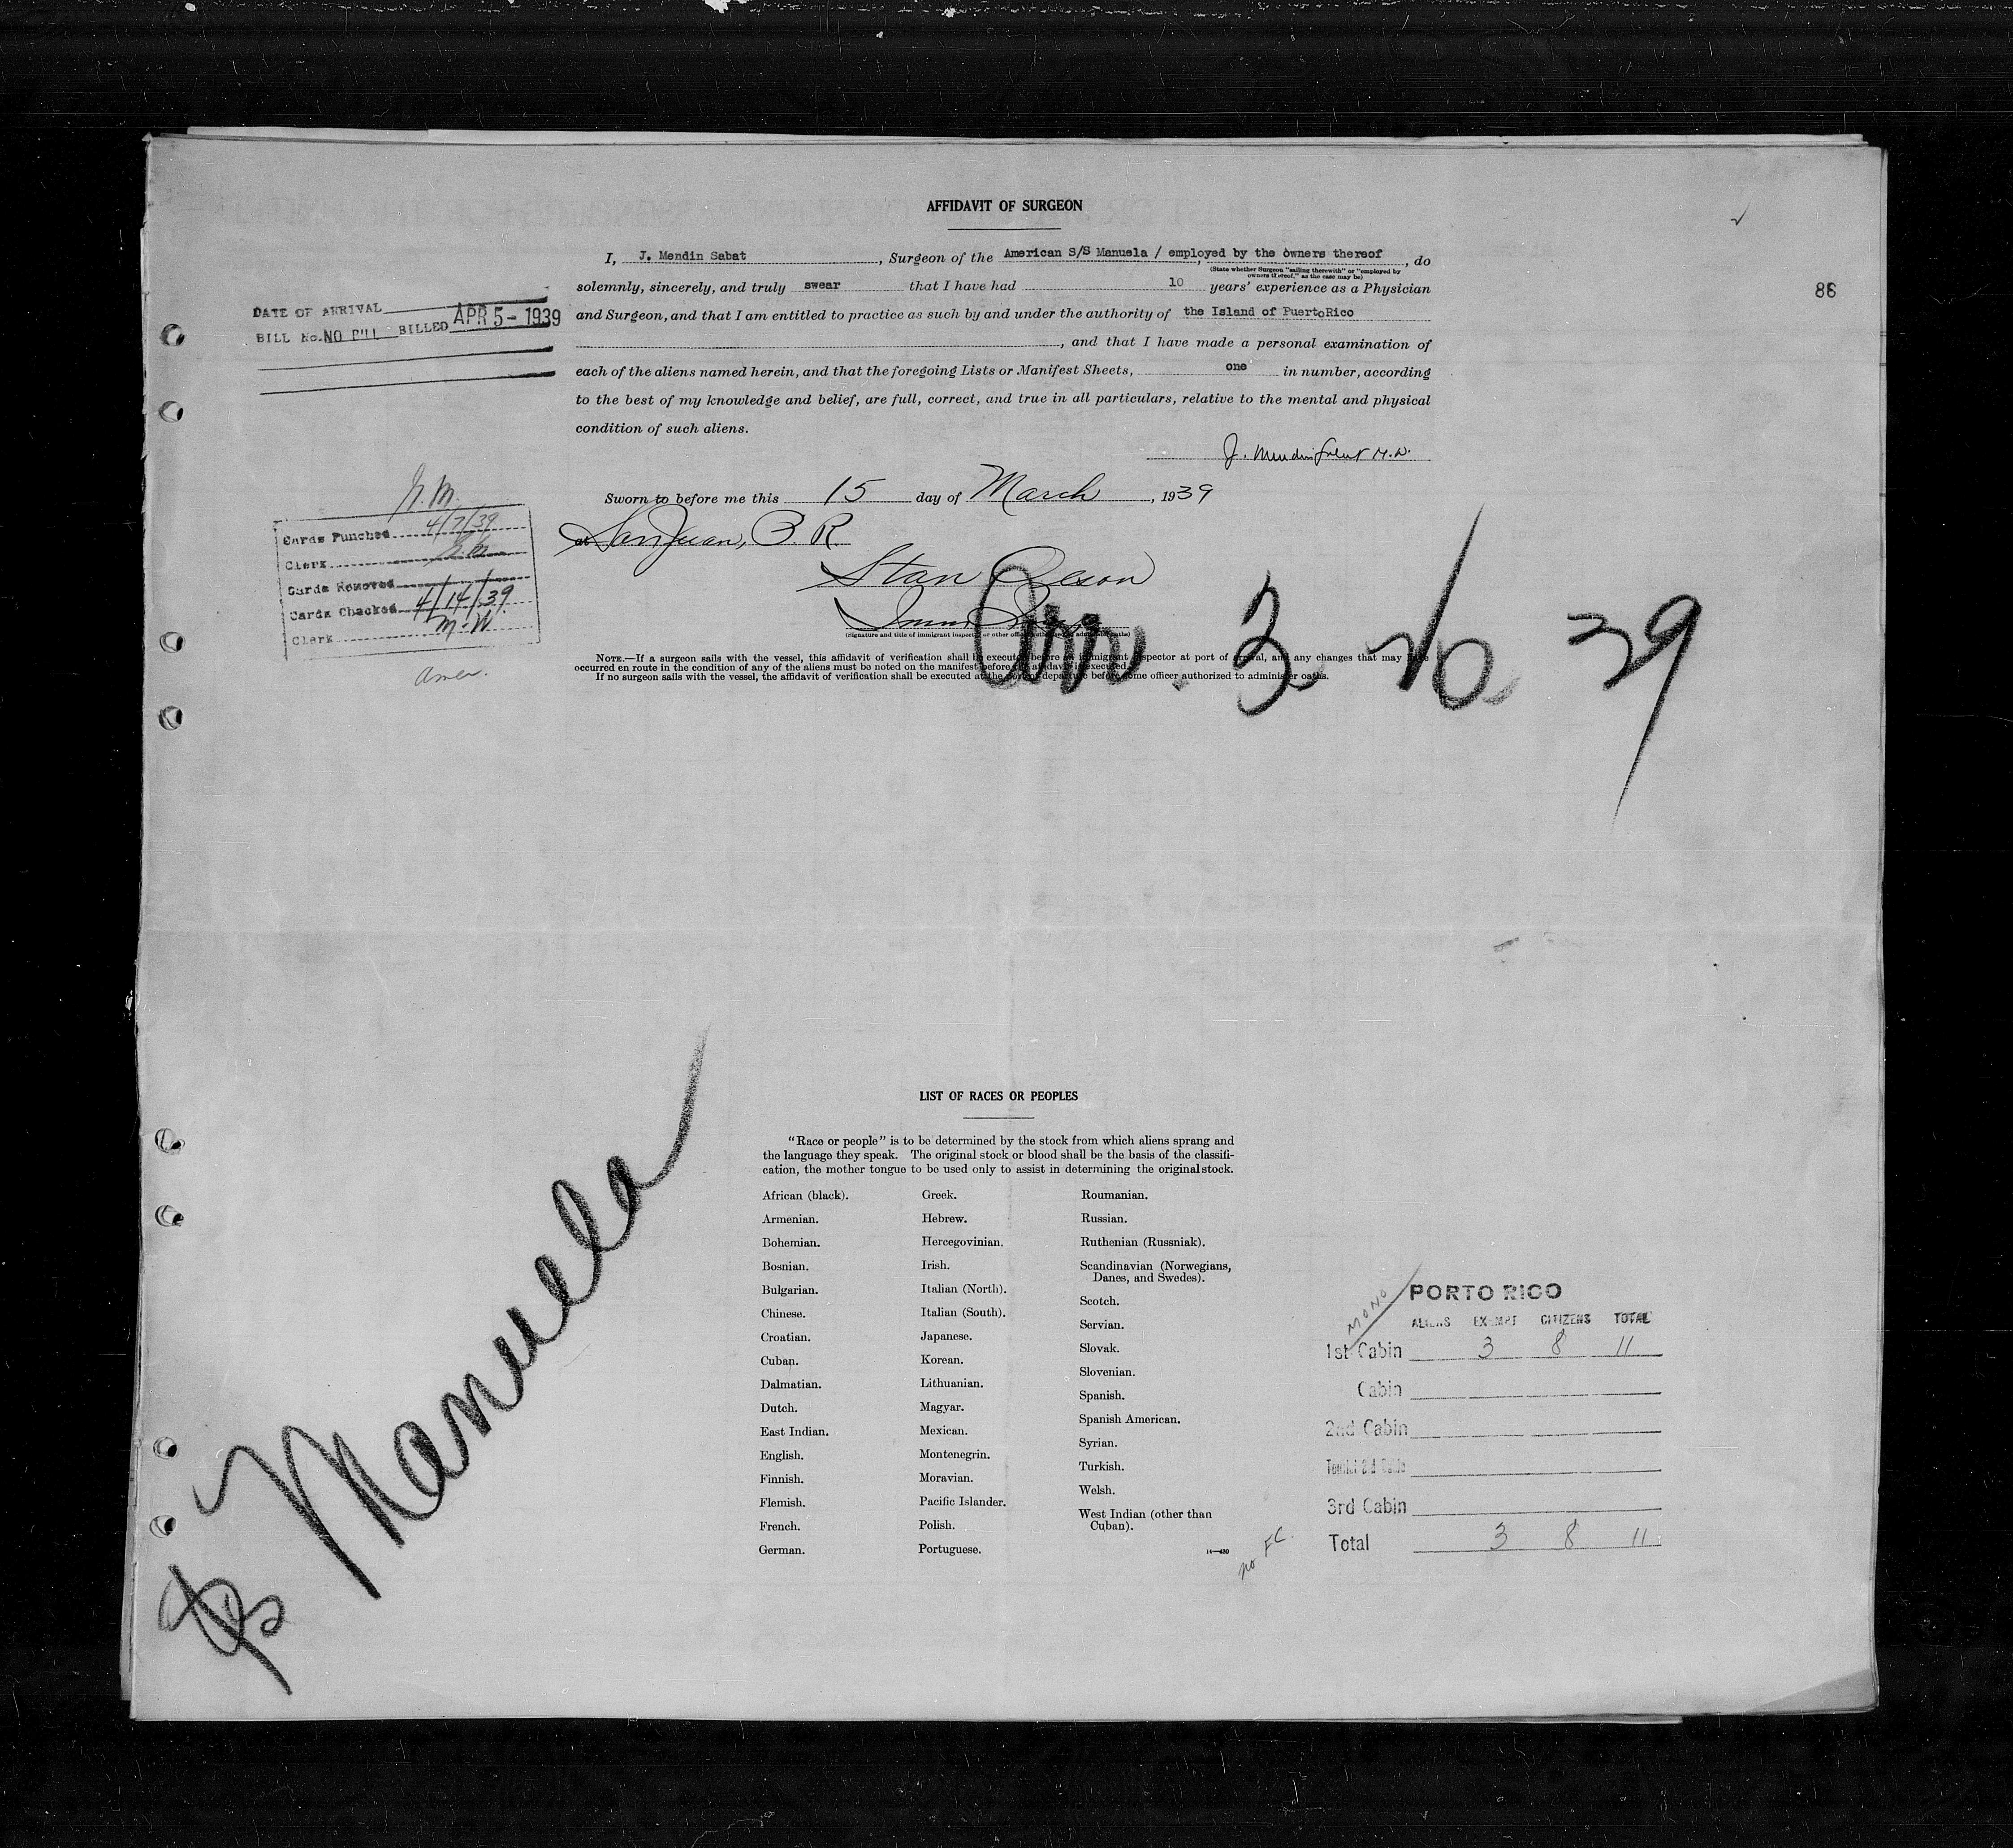 AFFIDAVIT OF SURGEON
86
I, J. Mendin Sabat, Surgeon of the American S/S Manuela / employed by the owners thereof, do
(State whether Surgeon "sailing therewith" or "employed by
owners thereof," as the case may be)
solemnly, sincerely, and truly swear that I have had 10 years' experience as a Physician
and Surgeon, and that I am entitled to practice as such by and under the authority of the Island of PuertoRico
, and that I have made a personal examination of
each of the aliens named herein, and that the foregoing Lists or Manifest Sheets, one in number, according
to the best of my knowledge and belief, are full, correct, and true in all particulars, relative to the mental and physical
condition of such aliens.
J. Mendin Sabat M.D.
Sworn to before me this 15 day of March, 1939
at San Juan, P. R.
Stan
(Signature and title of immigrant inspector or other officer authorized to administer oaths)
NOTE.—If a surgeon sails with the vessel, this affidavit of verification shall be executed before an immigrant inspector at port of arrival, and any changes that may have
occurred en route in the condition of any of the aliens must be noted on the manifest before the affidavit is executed.
If no surgeon sails with the vessel, the affidavit of verification shall be executed at the port of departure before some officer authorized to administer oaths.
DATE OF ARRIVAL
BILL No. NO BILL BILLED APR 5 - 1939
Cards Punched 4/7/39
Clerk
Cards Removed
Cards Checked 4/14/39
Clerk M.W.
Amer.
Arr. 3 20 39
SS Manuela
LIST OF RACES OR PEOPLES
"Race or people" is to be determined by the stock from which aliens sprang and
the language they speak. The original stock or blood shall be the basis of the classifi-
cation, the mother tongue to be used only to assist in determining the original stock.
African (black).
Armenian.
Bohemian.
Bosnian.
Bulgarian.
Chinese.
Croatian.
Cuban.
Dalmatian.
Dutch.
East Indian.
English.
Finnish.
Flemish.
French.
German.
Greek.
Hebrew.
Hercegovinian.
Irish.
Italian (North).
Italian (South).
Japanese.
Korean.
Lithuanian.
Magyar.
Mexican.
Montenegrin.
Moravian.
Pacific Islander.
Polish.
Portuguese.
Roumanian.
Russian.
Ruthenian (Russniak).
Scandinavian (Norwegians,
Danes, and Swedes).
Scotch.
Servian.
Slovak.
Slovenian.
Spanish.
Spanish American.
Syrian.
Turkish.
Welsh.
West Indian (other than
Cuban).
no FC.
MONO
PORTO RICO
ALIENS EXEMPT CITIZENS TOTAL
1st Cabin 3 8 11
Cabin
2nd Cabin
3rd Cabin
Total 3 8 11